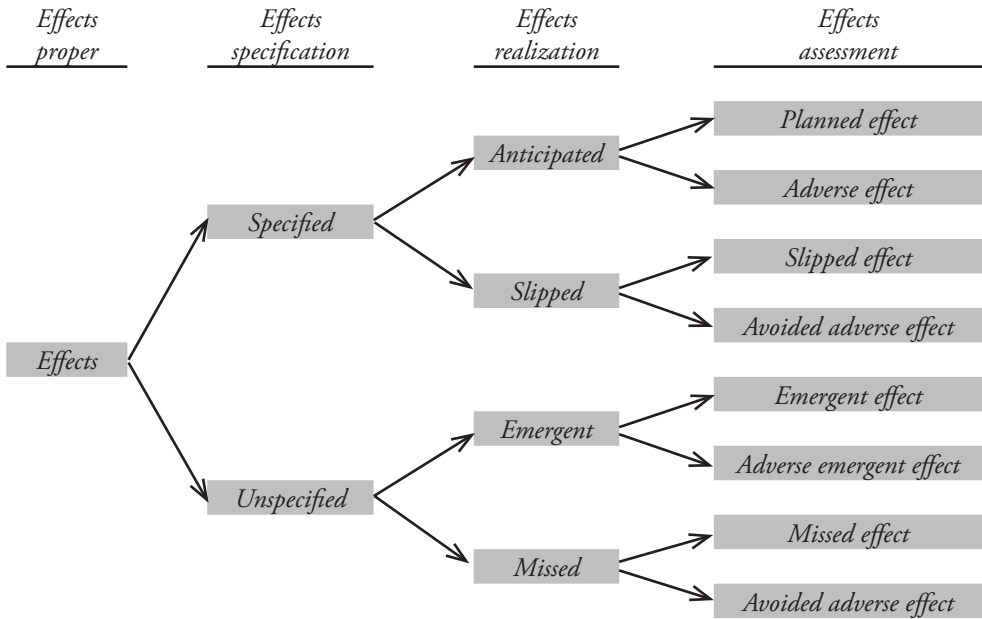 Effects
proper
Effects
specification
Effects
realization
Effects
assessment
Effects
Specified
Unspecified
Anticipated
Slipped
Emergent
Missed
Planned effect
Adverse effect
Slipped effect
Avoided adverse effect
Emergent effect
Adverse emergent effect
Missed effect
Avoided adverse effect